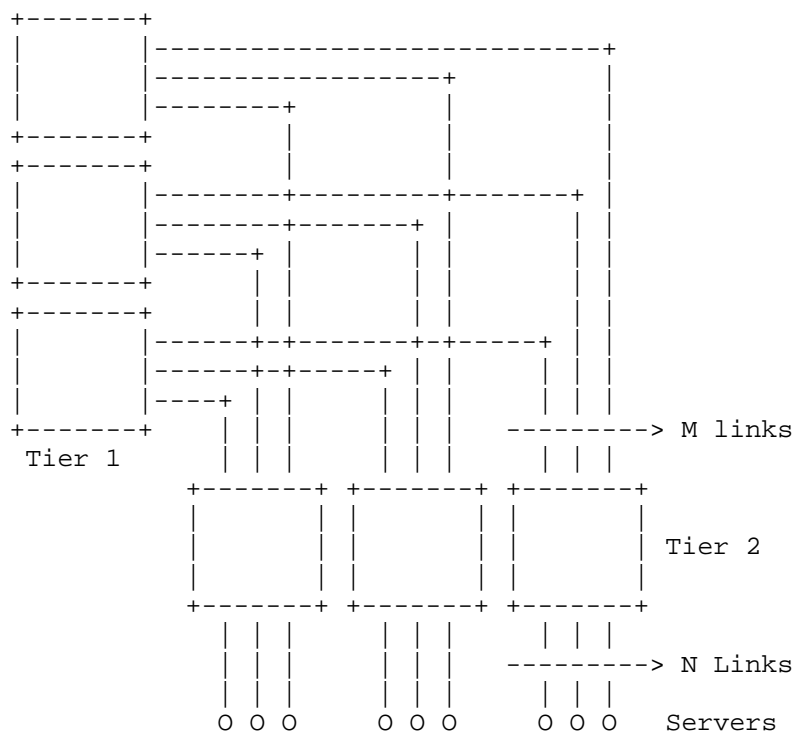 M links
Tier 1
Tier 2
N Links
O O O O O O O O O Servers